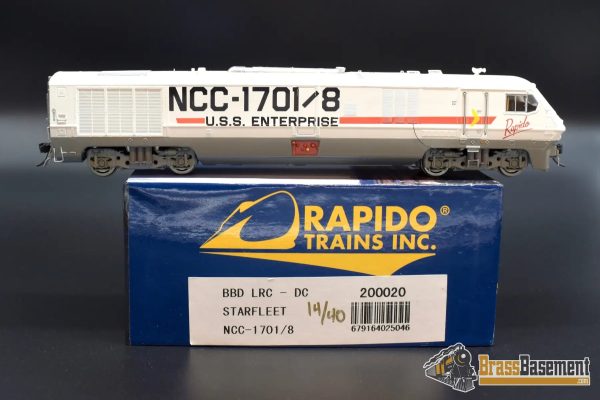 NCC-1701/8
U.S.S. ENTERPRISE
Rapido
RAPIDO®
TRAINS INC.
BBD LRC - DC 200020
STARFLEET 14/40
NCC-1701/8 679164025046
BrassBasement
.com